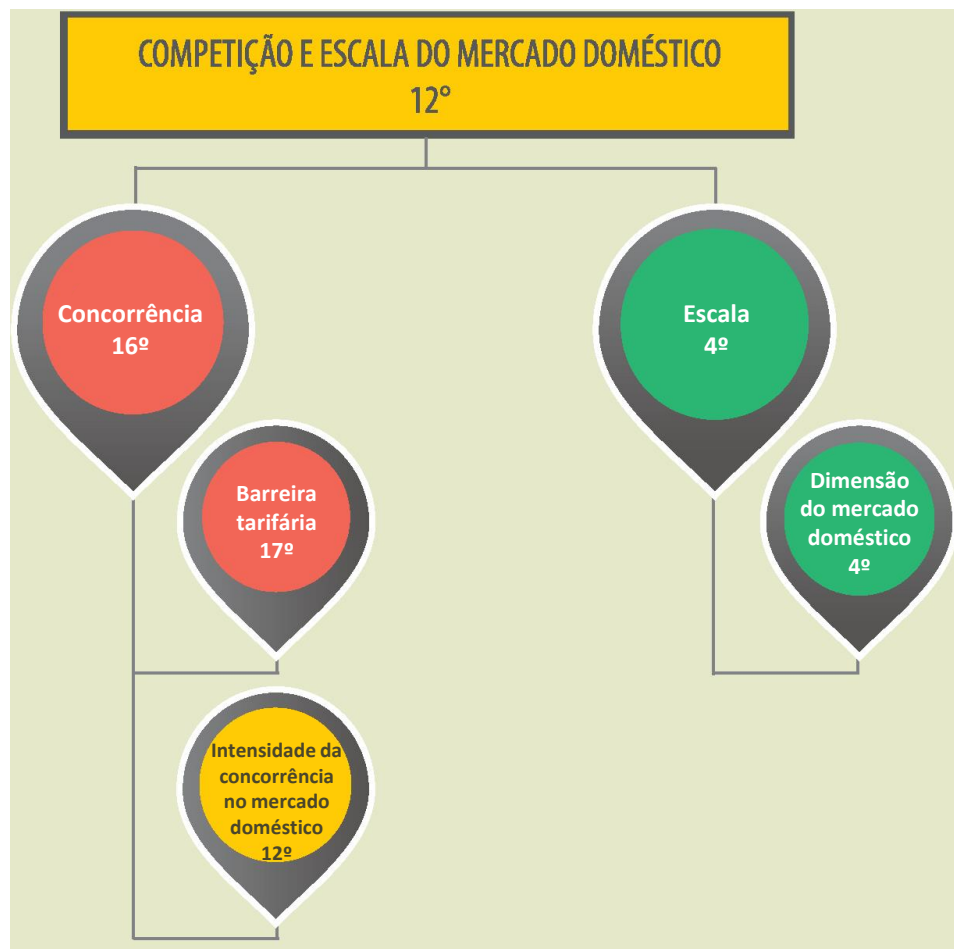 COMPETIÇÃO E ESCALA DO MERCADO DOMÉSTICO
12°
Concorrência
16º
Escala
4º
Barreira
tarifária
17º
Dimensão
do mercado
doméstico
4º
Intensidade da
concorrência
no mercado
doméstico
12º